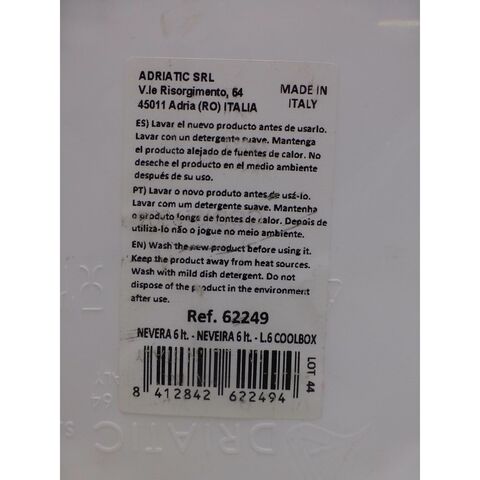 ADRIATIC SRL
V.le Risorgimento, 64
45011 Adria (RO) ITALIA
MADE IN
ITALY
ES) Lavar el nuevo producto antes de usarlo.
Lavar con un detergente suave. Mantenga
el producto alejado de fuentes de calor. No
deseche el producto en el medio ambiente
después de su uso.
PT) Lavar o novo produto antes de usá-lo.
Lavar com um detergente suave. Mantenha
o produto longe de fontes de calor. Depois de
utiliza-lo não o jogue no meio ambiente.
EN) Wash the new product before using it.
Keep the product away from heat sources.
Wash with mild dish detergent. Do not
dispose of the product in the environment
after use.
Ref. 62249
NEVERA 6 lt. - NEVEIRA 6 lt. - L.6 COOLBOX
LOT 44
8 412842 622494
DRIATIC